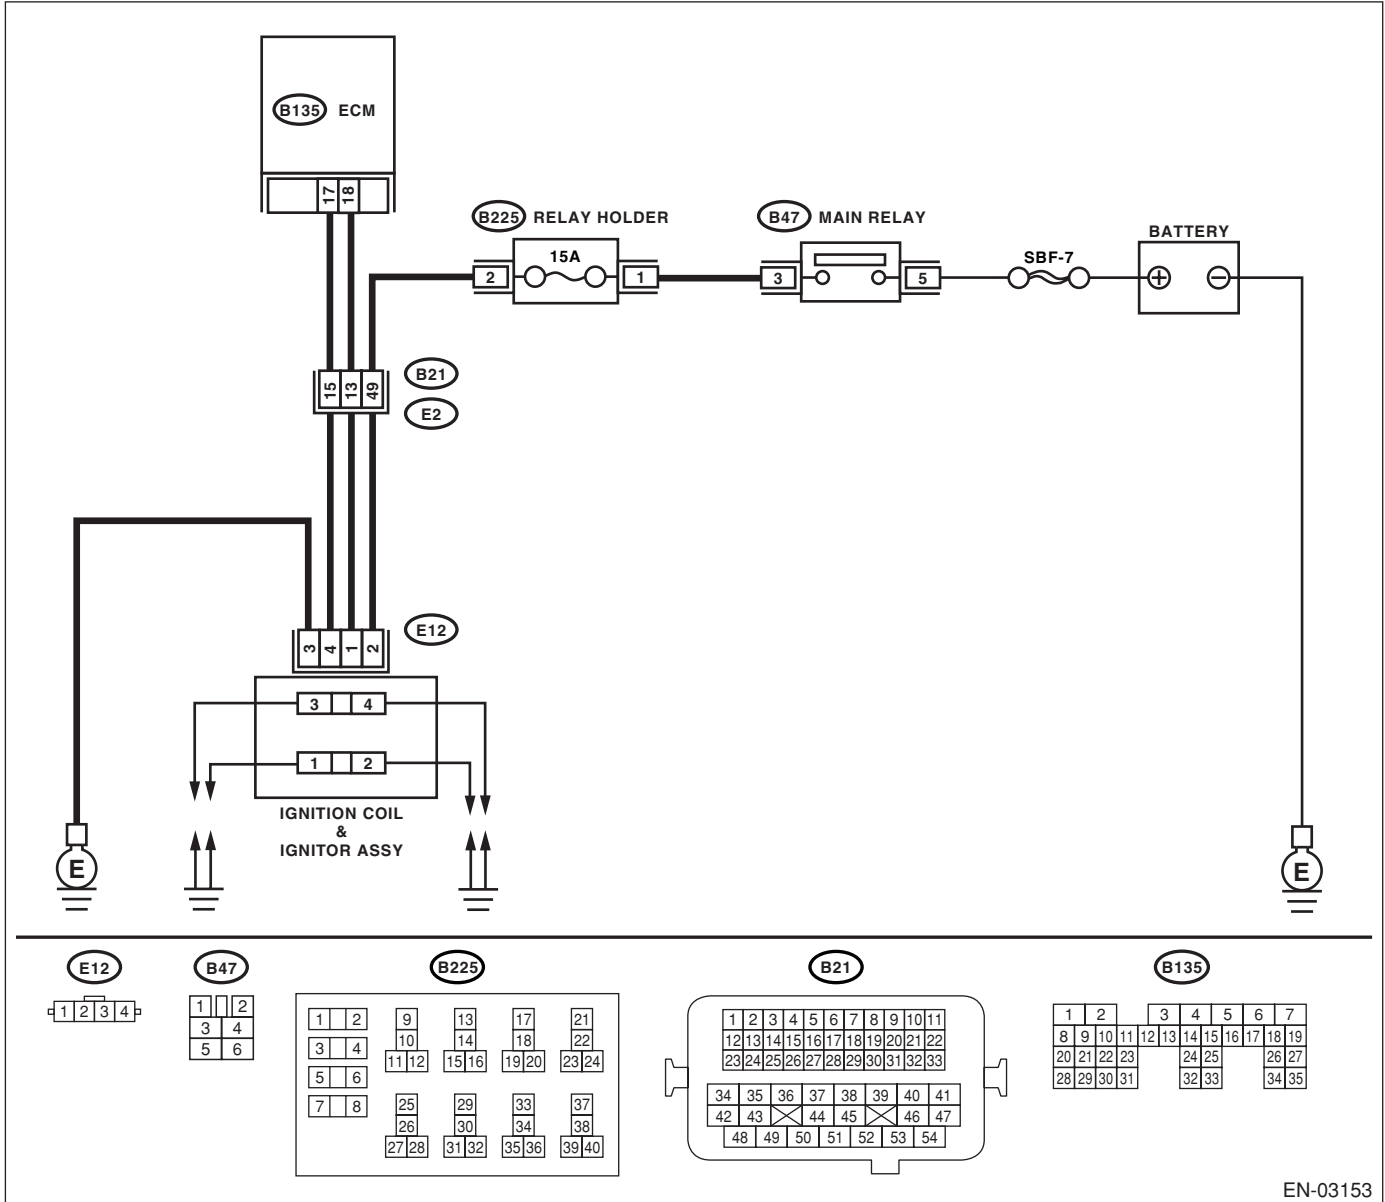 B135 ECM
17 18
B225 RELAY HOLDER
B47 MAIN RELAY
BATTERY
15A
SBF-7
2 1 3 5 + −
15 13 49
B21
E2
E12
3 4 1 2
3 4
1 2
IGNITION COIL
&
IGNITOR ASSY
E
E
E12
1 2 3 4
B47
1 2
3 4
5 6
B225
1 2
3 4
5 6
7 8
9
10
11 12
13
14
15 16
17
18
19 20
21
22
23 24
25
26
27 28
29
30
31 32
33
34
35 36
37
38
39 40
B21
1 2 3 4 5 6 7 8 9 10 11
12 13 14 15 16 17 18 19 20 21 22
23 24 25 26 27 28 29 30 31 32 33
34 35 36 37 38 39 40 41
42 43 44 45 46 47
48 49 50 51 52 53 54
B135
1 2 3 4 5 6 7
8 9 10 11 12 13 14 15 16 17 18 19
20 21 22 23 24 25 26 27
28 29 30 31 32 33 34 35
EN-03153